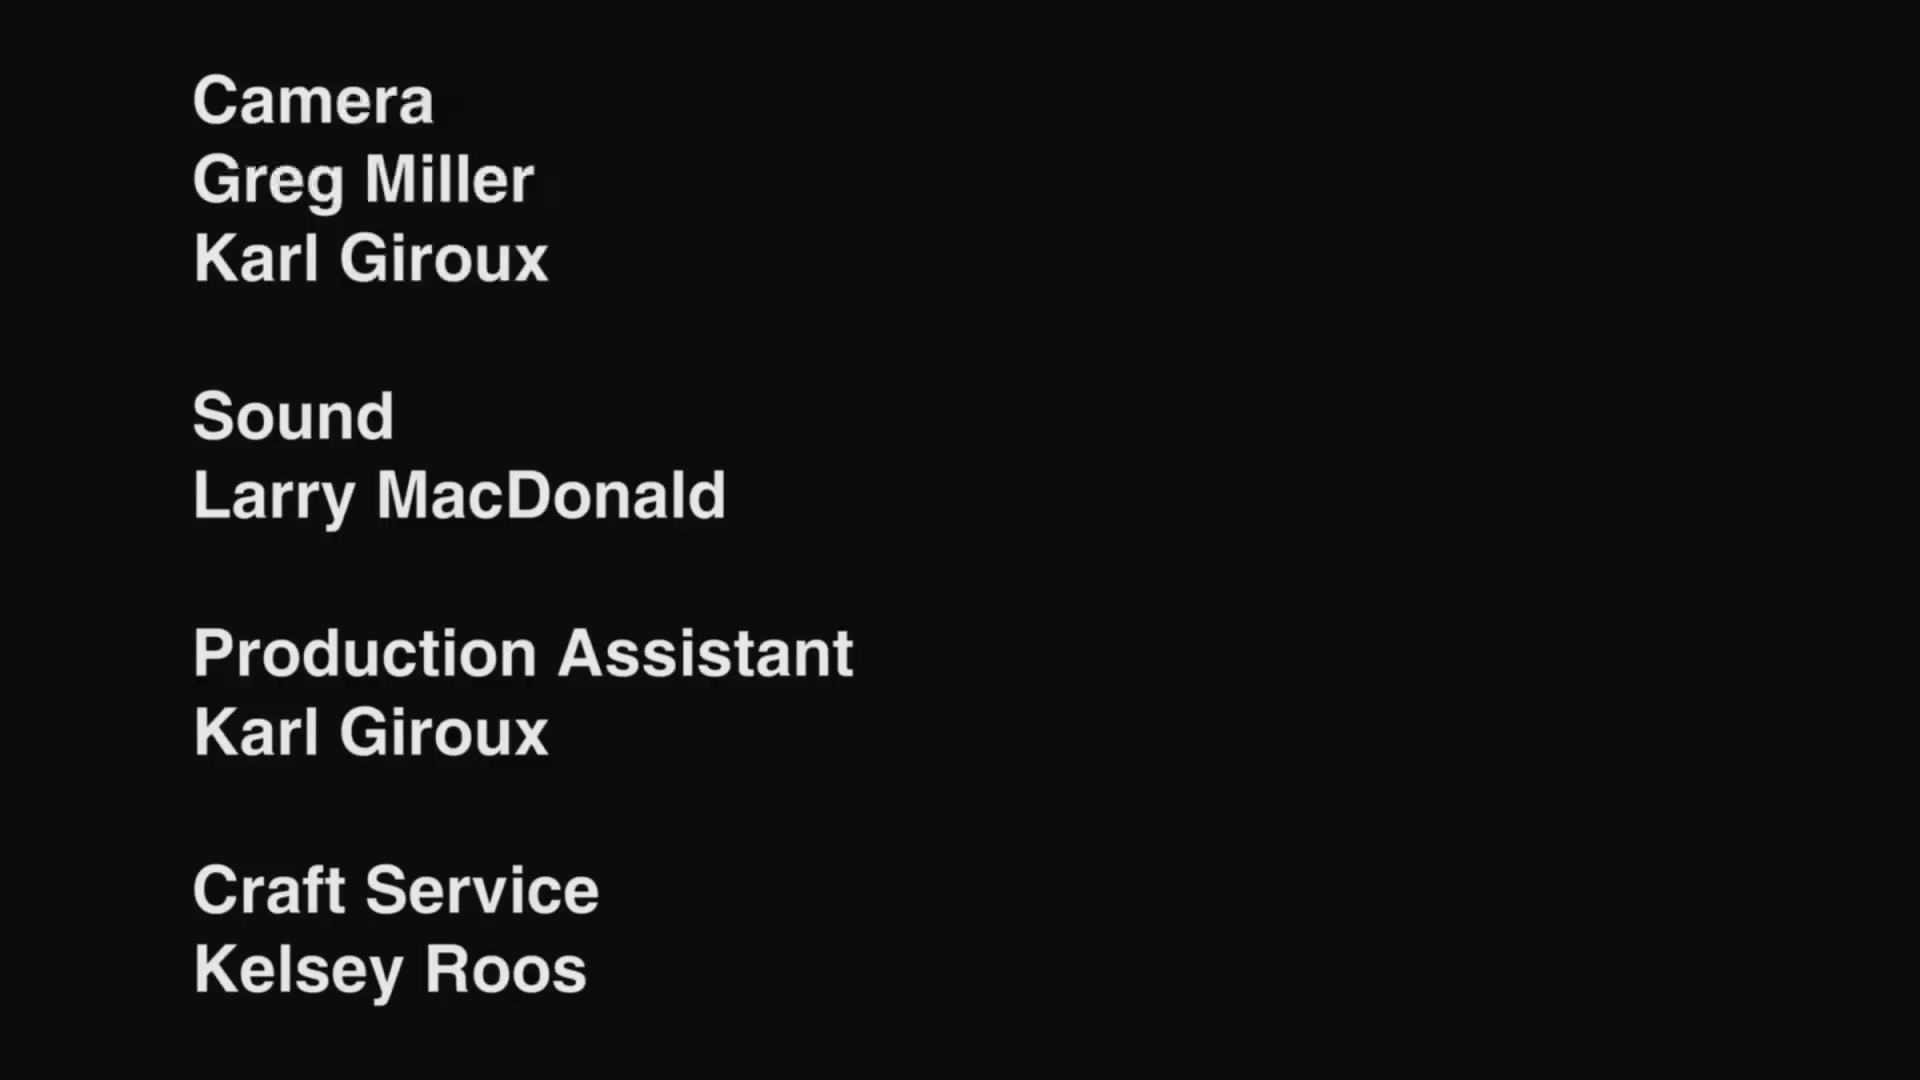 Camera
Greg Miller
Karl Giroux
Sound
Larry MacDonald
Production Assistant
Karl Giroux
Craft Service
Kelsey Roos